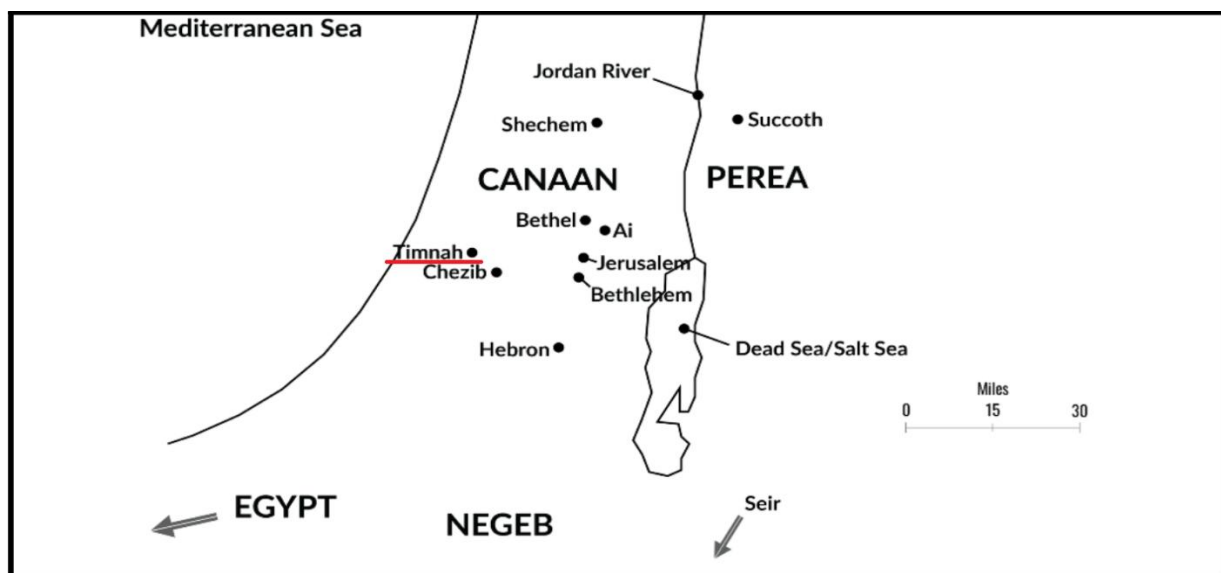 Mediterranean Sea
Jordan River
Shechem
Succoth
CANAAN
PEREA
Bethel
Ai
Timnah
Jerusalem
Chezib
Bethlehem
Hebron
Dead Sea/Salt Sea
Miles
0 15 30
EGYPT
Seir
NEGEB